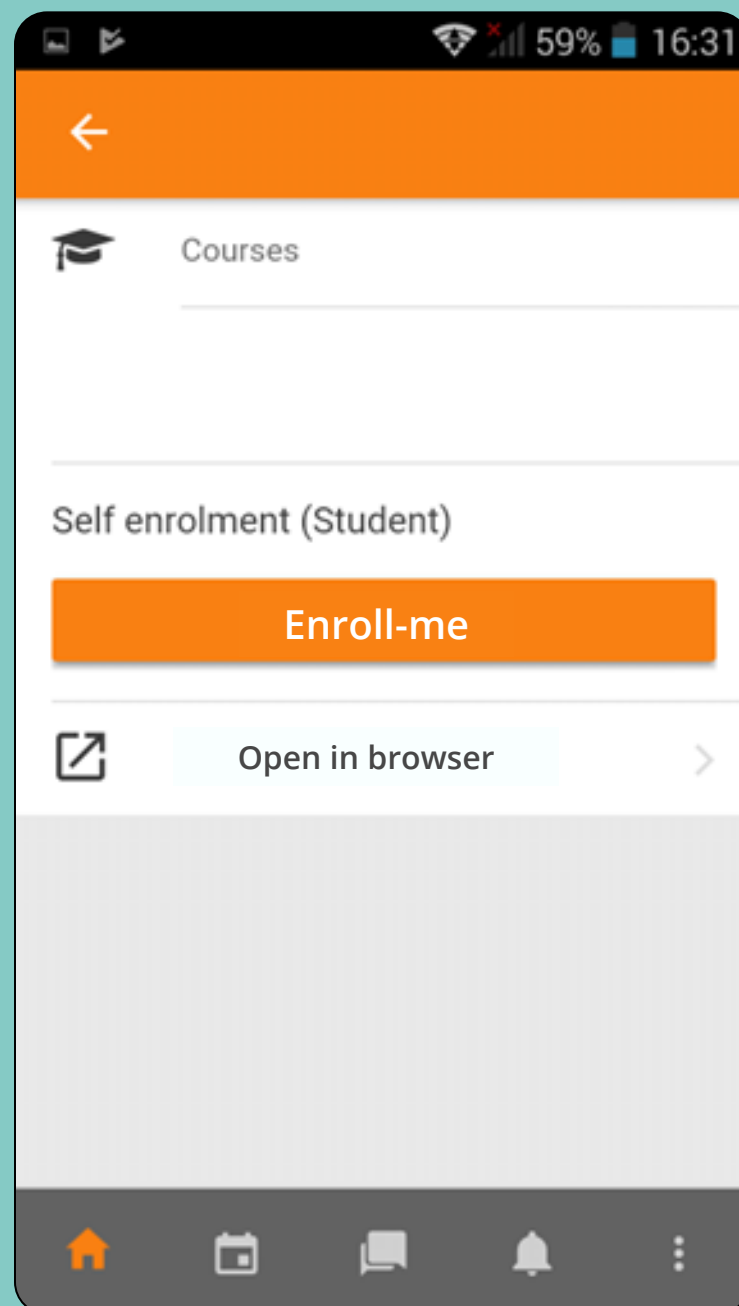 59% 16:31
Courses
Self enrolment (Student)
Enroll-me
Open in browser